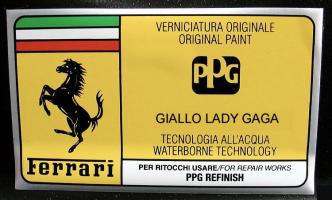 VERNICIATURA ORIGINALE
ORIGINAL PAINT
PPG
GIALLO LADY GAGA
TECNOLOGIA ALL'ACQUA
WATERBORNE TECHNOLOGY
Ferrari
PER RITOCCHI USARE/FOR REPAIR WORKS
PPG REFINISH